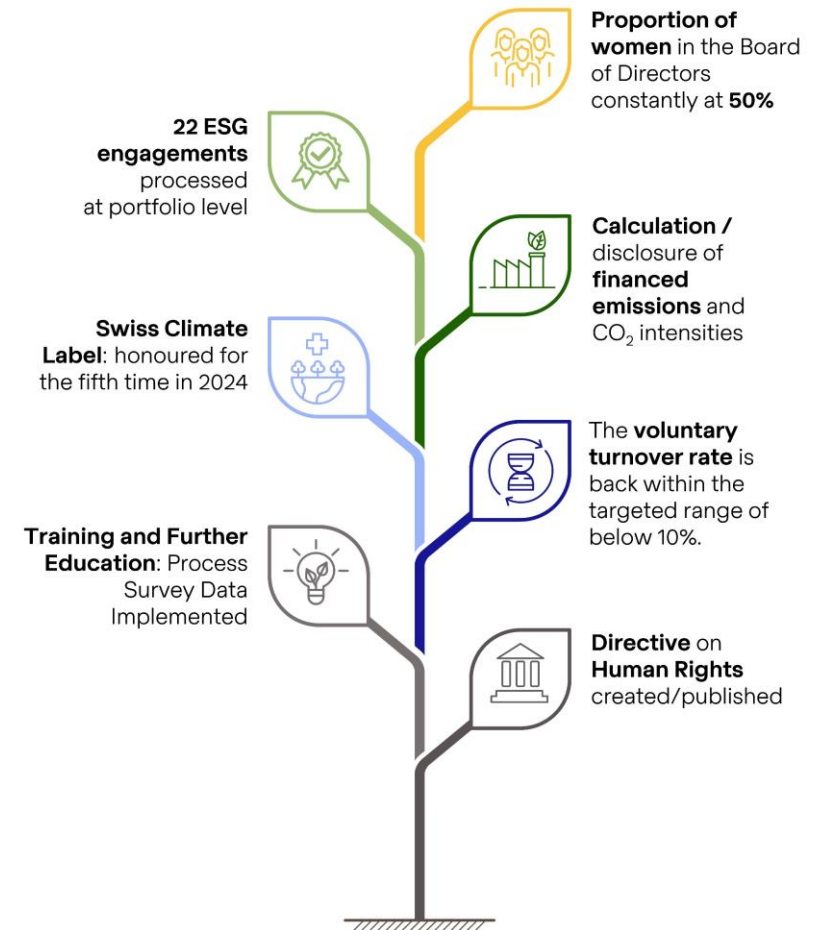 Proportion of
women in the Board
of Directors
constantly at 50%
22 ESG
engagements
processed
at portfolio level
Calculation /
disclosure of
financed
emissions and
CO₂ intensities
Swiss Climate
Label: honoured for
the fifth time in 2024
The voluntary
turnover rate is
back within the
targeted range of
below 10%.
Training and Further
Education: Process
Survey Data
Implemented
Directive on
Human Rights
created/published